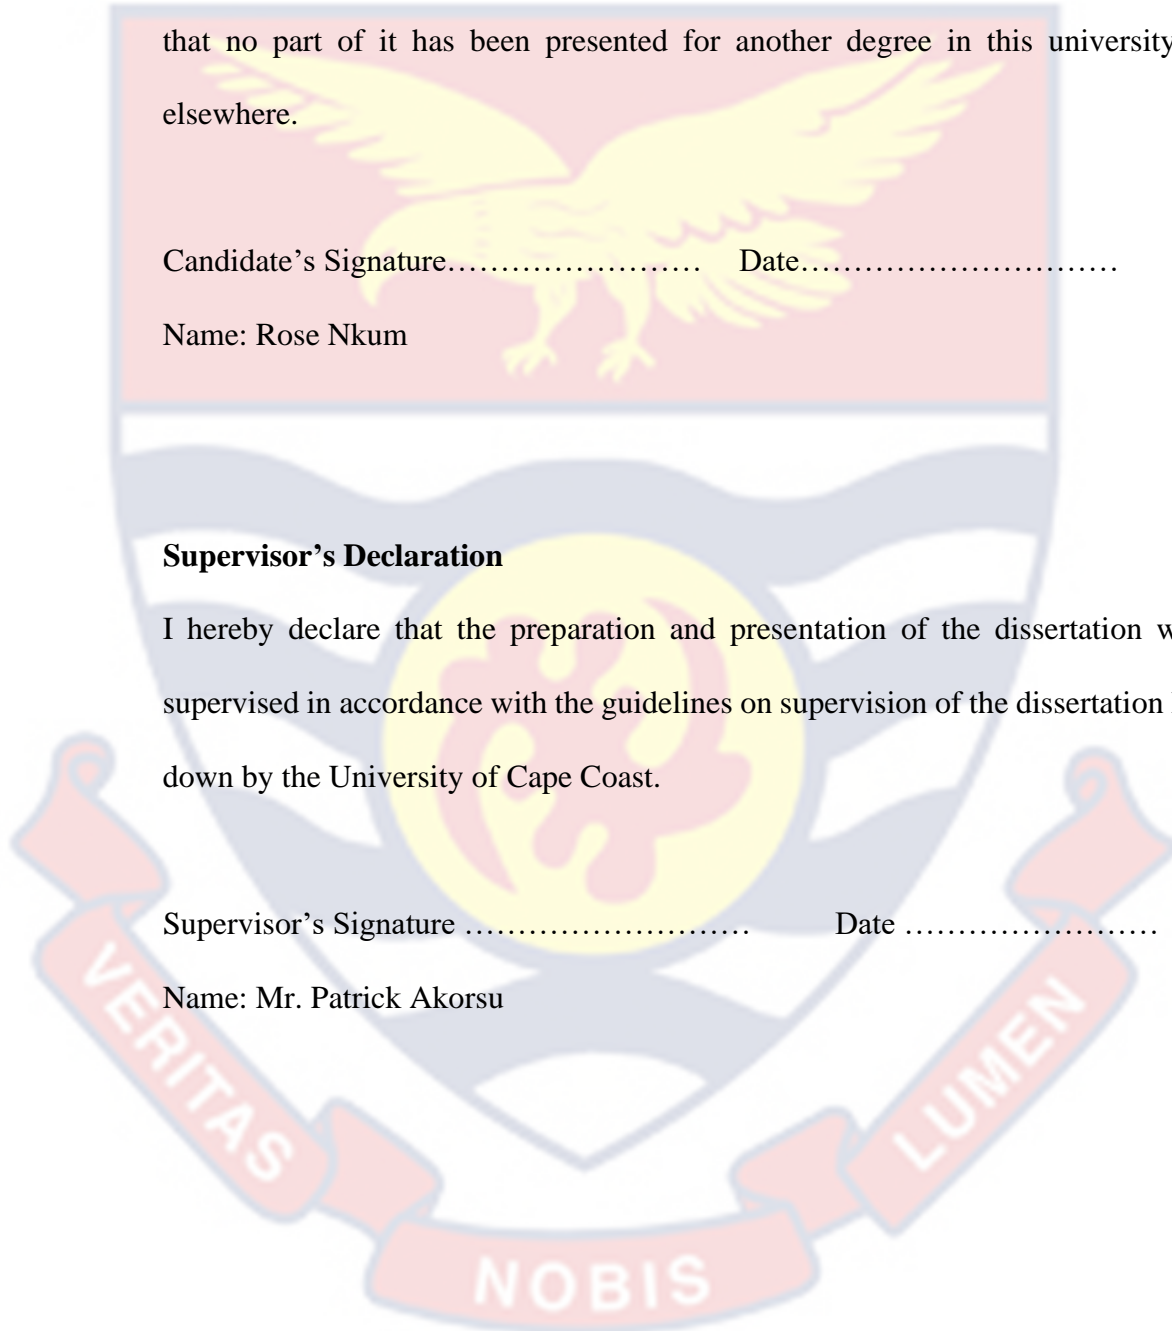 that no part of it has been presented for another degree in this university
elsewhere.
Candidate’s Signature…………………… Date…………………………
Name: Rose Nkum
Supervisor’s Declaration
I hereby declare that the preparation and presentation of the dissertation w
supervised in accordance with the guidelines on supervision of the dissertation
down by the University of Cape Coast.
Supervisor’s Signature ……………………… Date ……………………
Name: Mr. Patrick Akorsu
VERITAS
NOBIS
LUMEN